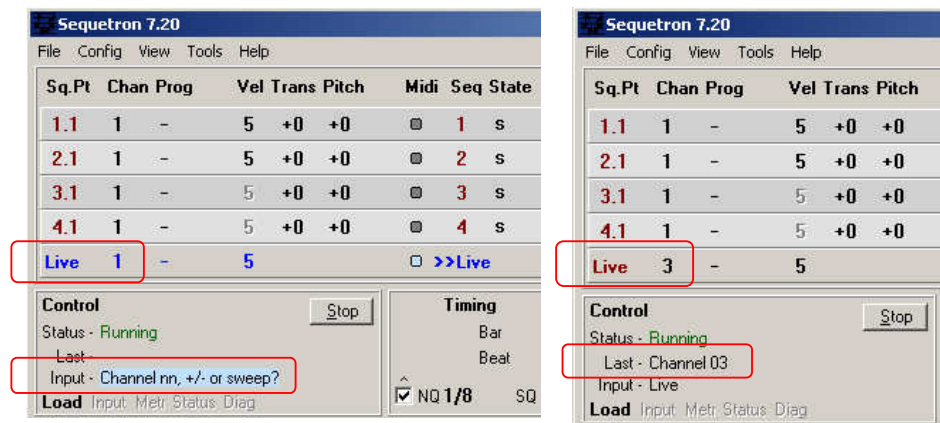 Sequetron 7.20
File Config View Tools Help
Sq.Pt Chan Prog Vel Trans Pitch Midi Seq State
1.1 1 - 5 +0 +0 1 s
2.1 1 - 5 +0 +0 2 s
3.1 1 - 5 +0 +0 3 s
4.1 1 - 5 +0 +0 4 s
Live 1 - 5 >>Live
Control Stop
Status - Running
Last -
Input - Channel nn, +/- or sweep?
Load Input Metr Status Diag
Timing
Bar
Beat
^
NQ 1/8 SQ
Sequetron 7.20
File Config View Tools Help
Sq.Pt Chan Prog Vel Trans Pitch
1.1 1 - 5 +0 +0
2.1 1 - 5 +0 +0
3.1 1 - 5 +0 +0
4.1 1 - 5 +0 +0
Live 3 - 5
Control Stop
Status - Running
Last - Channel 03
Input - Live
Load Input Metr Status Diag